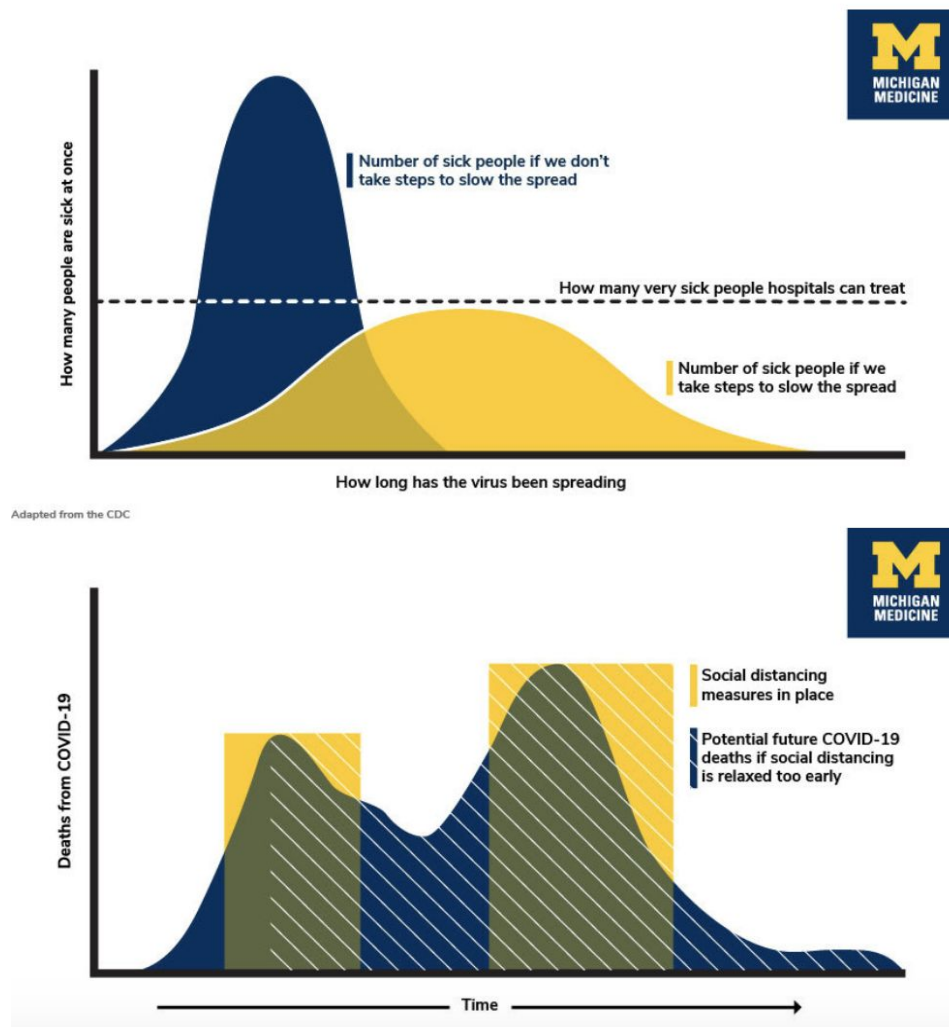 M
MICHIGAN
MEDICINE
How many people are sick at once
Number of sick people if we don't
take steps to slow the spread
How many very sick people hospitals can treat
Number of sick people if we
take steps to slow the spread
How long has the virus been spreading
Adapted from the CDC
M
MICHIGAN
MEDICINE
Deaths from COVID-19
Social distancing
measures in place
Potential future COVID-19
deaths if social distancing
is relaxed too early
Time